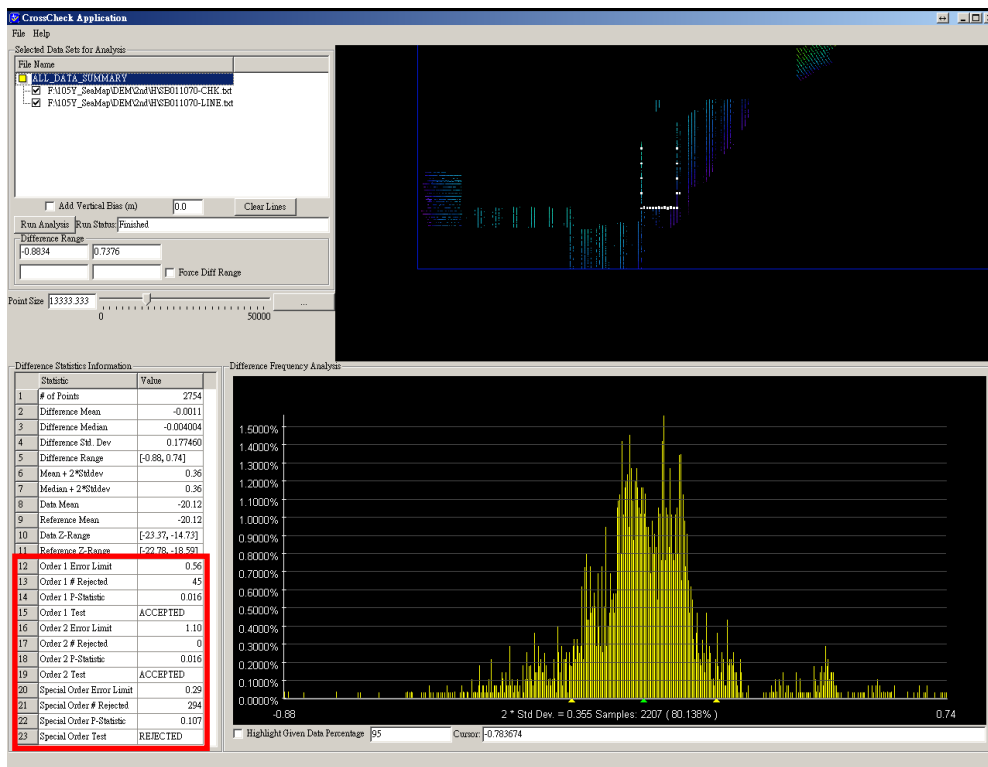 CrossCheck Application
File Help
Selected Data Sets for Analysis
File Name
ALL_DATA_SUMMARY
F:\105Y_SeaMap\DEM\2nd\H\SB011070-CHK.txt
F:\105Y_SeaMap\DEM\2nd\H\SB011070-LINE.txt
Add Vertical Bias (m) 0.0 Clear Lines
Run Analysis Run Status: Finished
Difference Range
-0.8834 0.7376
Force Diff Range
Point Size 13333.333 ...
0 50000
Difference Statistics Information
Statistic Value
1 # of Points 2754
2 Difference Mean -0.0011
3 Difference Median -0.004004
4 Difference Std. Dev 0.177460
5 Difference Range [-0.88, 0.74]
6 Mean + 2*Stddev 0.36
7 Median + 2*Stddev 0.36
8 Data Mean -20.12
9 Reference Mean -20.12
10 Data Z-Range [-23.37, -14.73]
11 Reference Z-Range [-22.78, -18.59]
12 Order 1 Error Limit 0.56
13 Order 1 # Rejected 45
14 Order 1 P-Statistic 0.016
15 Order 1 Test ACCEPTED
16 Order 2 Error Limit 1.10
17 Order 2 # Rejected 0
18 Order 2 P-Statistic 0.016
19 Order 2 Test ACCEPTED
20 Special Order Error Limit 0.29
21 Special Order # Rejected 294
22 Special Order P-Statistic 0.107
23 Special Order Test REJECTED
Difference Frequency Analysis
1.5000%
1.4000%
1.3000%
1.2000%
1.1000%
1.0000%
0.9000%
0.8000%
0.7000%
0.6000%
0.5000%
0.4000%
0.3000%
0.2000%
0.1000%
0.0000%
-0.88 2 * Std Dev. = 0.355 Samples: 2207 ( 80.138% ) 0.74
Highlight Given Data Percentage 95 Cursor: -0.783674